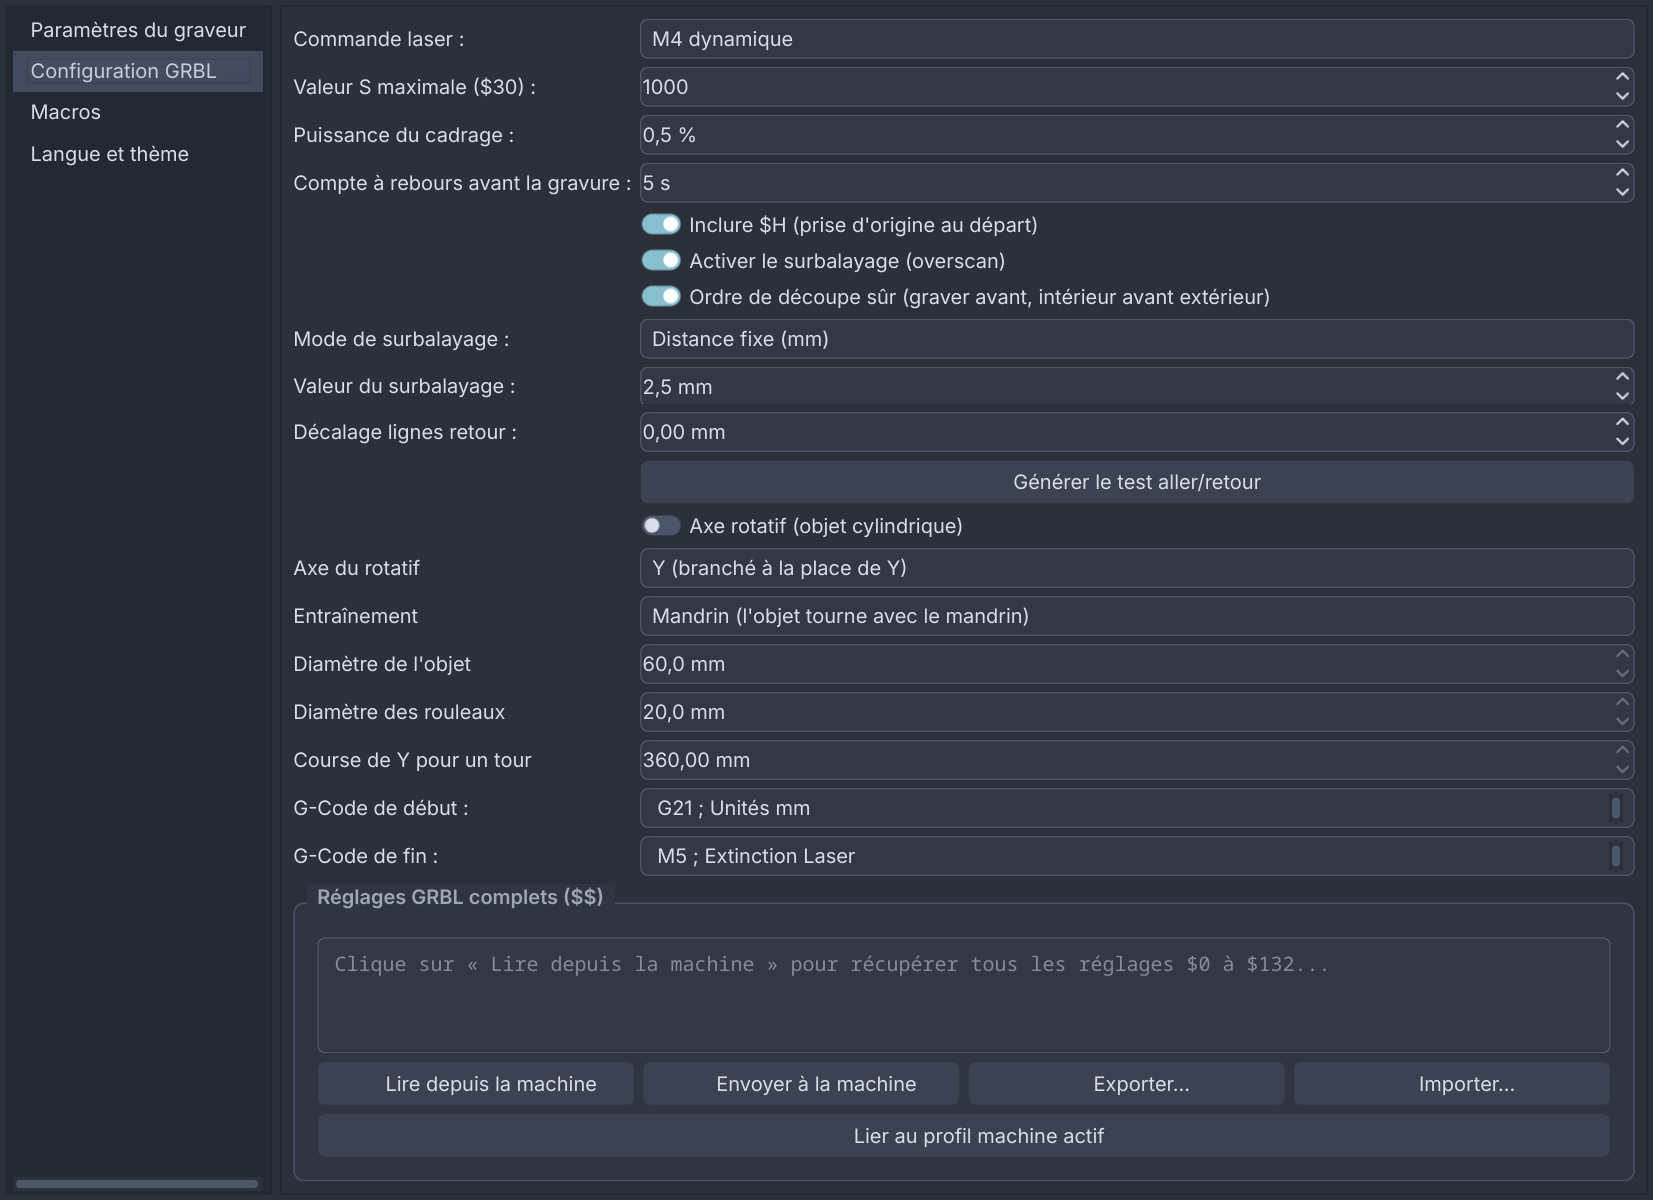 Paramètres du graveur
Configuration GRBL
Macros
Langue et thème
Commande laser :
M4 dynamique
Valeur S maximale ($30) :
1000
Puissance du cadrage :
0,5 %
Compte à rebours avant la gravure :
5 s
Inclure $H (prise d'origine au départ)
Activer le surbalayage (overscan)
Ordre de découpe sûr (graver avant, intérieur avant extérieur)
Mode de surbalayage :
Distance fixe (mm)
Valeur du surbalayage :
2,5 mm
Décalage lignes retour :
0,00 mm
Générer le test aller/retour
Axe rotatif (objet cylindrique)
Axe du rotatif
Y (branché à la place de Y)
Entraînement
Mandrin (l'objet tourne avec le mandrin)
Diamètre de l'objet
60,0 mm
Diamètre des rouleaux
20,0 mm
Course de Y pour un tour
360,00 mm
G-Code de début :
G21 ; Unités mm
G-Code de fin :
M5 ; Extinction Laser
Réglages GRBL complets ($$)
Clique sur « Lire depuis la machine » pour récupérer tous les réglages $0 à $132...
Lire depuis la machine
Envoyer à la machine
Exporter...
Importer...
Lier au profil machine actif